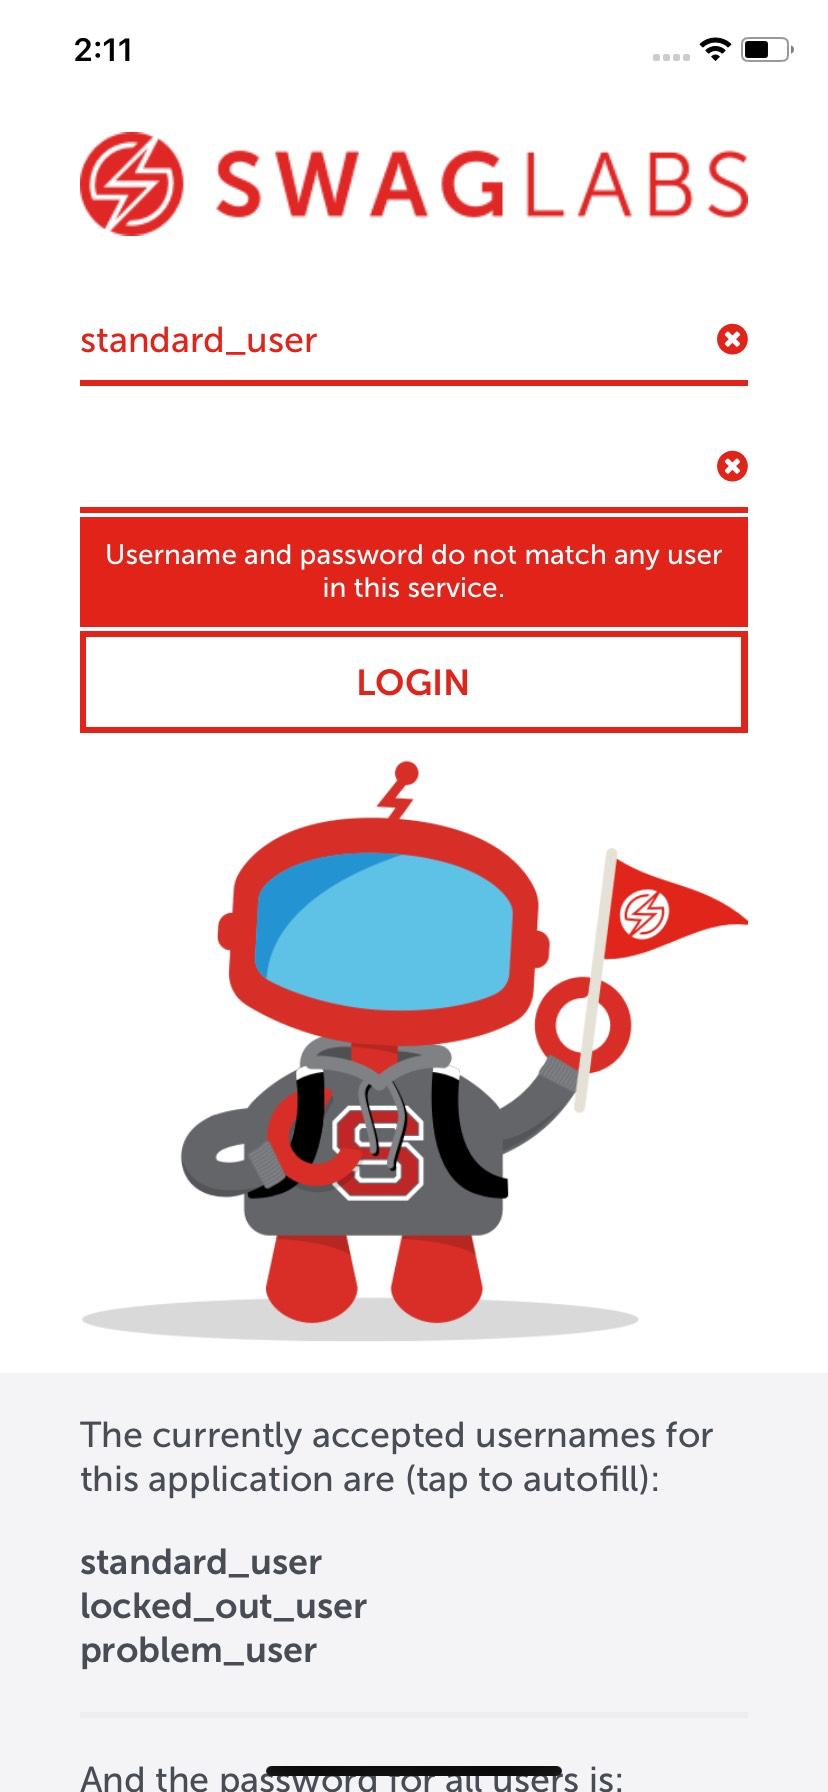 2:11
SWAGLABS
standard_user
Username and password do not match any user
in this service.
LOGIN
S
The currently accepted usernames for
this application are (tap to autofill):
standard_user
locked_out_user
problem_user
And the password for all users is: